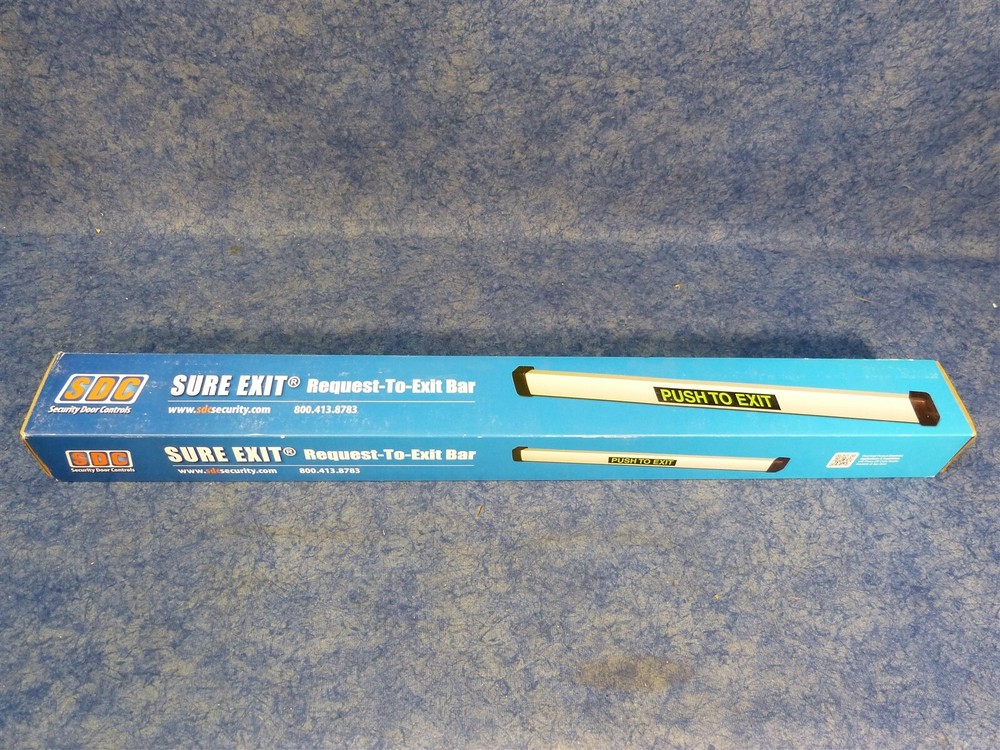 SDC
Security Door Controls
SURE EXIT® Request-To-Exit Bar
www.sdcsecurity.com 800.413.8783
PUSH TO EXIT
SDC
Security Door Controls
SURE EXIT® Request-To-Exit Bar
www.sdcsecurity.com 800.413.8783
PUSH TO EXIT